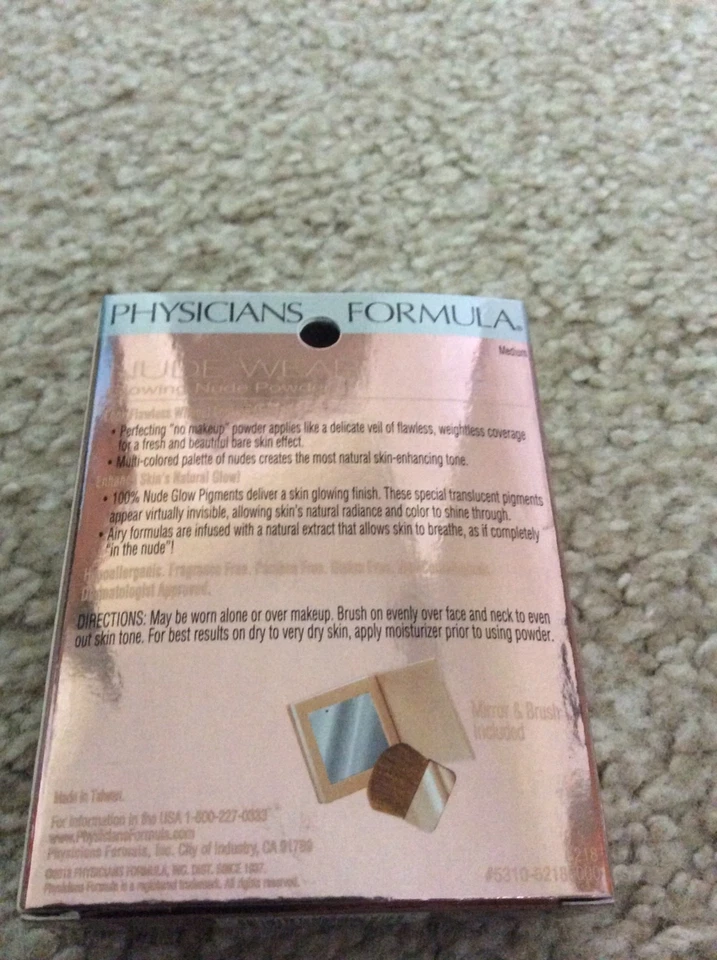 PHYSICIANS FORMULA®
Medium
NUDE WEAR
Glowing Nude Powder
Flawless
• Perfecting "no makeup" powder applies like a delicate veil of flawless, weightless coverage
for a fresh and beautiful bare skin effect.
• Multi-colored palette of nudes creates the most natural skin-enhancing tone.
Enhance Skin's Natural Glow!
• 100% Nude Glow Pigments deliver a skin glowing finish. These special translucent pigments
appear virtually invisible, allowing skin's natural radiance and color to shine through.
• Airy formulas are infused with a natural extract that allows skin to breathe, as if completely
"in the nude"!
Hypoallergenic. Fragrance Free. Paraben Free. Gluten Free.
Dermatologist Approved.
DIRECTIONS: May be worn alone or over makeup. Brush on evenly over face and neck to even
out skin tone. For best results on dry to very dry skin, apply moisturizer prior to using powder.
Mirror & Brush
Included
Made in Taiwan.
For Information in the USA 1-800-227-0333
www.PhysiciansFormula.com
Physicians Formula, Inc. City of Industry, CA
PHYSICIANS FORMULA, INC. DIST. SINCE 1937.
Physicians Formula is a registered trademark. All rights reserved.